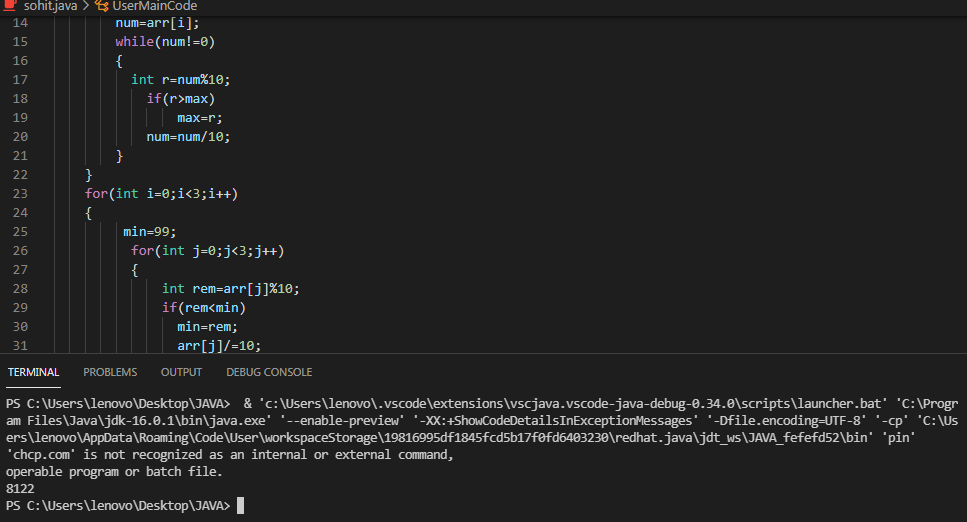 sohit.java > UserMainCode
14 num=arr[i];
15 while(num!=0)
16 {
17 int r=num%10;
18 if(r>max)
19 max=r;
20 num=num/10;
21 }
22 }
23 for(int i=0;i<3;i++)
24 {
25 min=99;
26 for(int j=0;j<3;j++)
27 {
28 int rem=arr[j]%10;
29 if(rem<min)
30 min=rem;
31 arr[j]/=10;
TERMINAL PROBLEMS OUTPUT DEBUG CONSOLE
PS C:\Users\lenovo\Desktop\JAVA>  & 'c:\Users\lenovo\.vscode\extensions\vscjava.vscode-java-debug-0.34.0\scripts\launcher.bat' 'C:\Progr
am Files\Java\jdk-16.0.1\bin\java.exe' '--enable-preview' '-XX:+ShowCodeDetailsInExceptionMessages' '-Dfile.encoding=UTF-8' '-cp' 'C:\Us
ers\lenovo\AppData\Roaming\Code\User\workspaceStorage\19816995df1845fcd5b17f0fd6403230\redhat.java\jdt_ws\JAVA_fefefd52\bin' 'pin'
'chcp.com' is not recognized as an internal or external command,
operable program or batch file.
8122
PS C:\Users\lenovo\Desktop\JAVA>